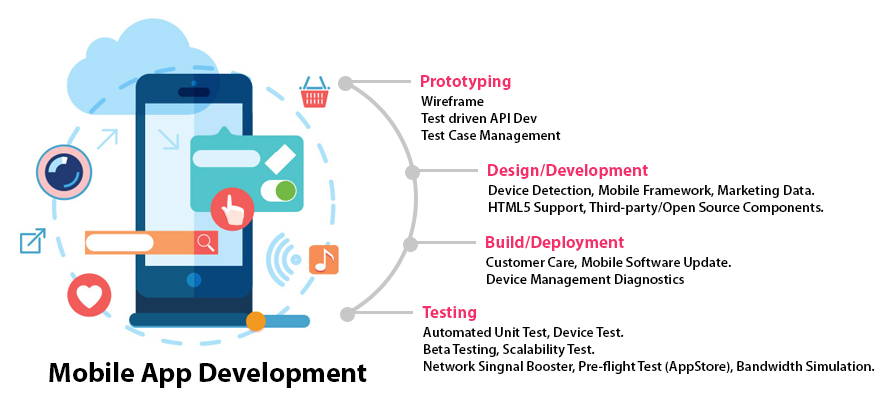 Prototyping
Wireframe
Test driven API Dev
Test Case Management
Design/Development
Device Detection, Mobile Framework, Marketing Data.
HTML5 Support, Third-party/Open Source Components.
Build/Deployment
Customer Care, Mobile Software Update.
Device Management Diagnostics
Testing
Automated Unit Test, Device Test.
Beta Testing, Scalability Test.
Network Singnal Booster, Pre-flight Test (AppStore), Bandwidth Simulation.
Mobile App Development